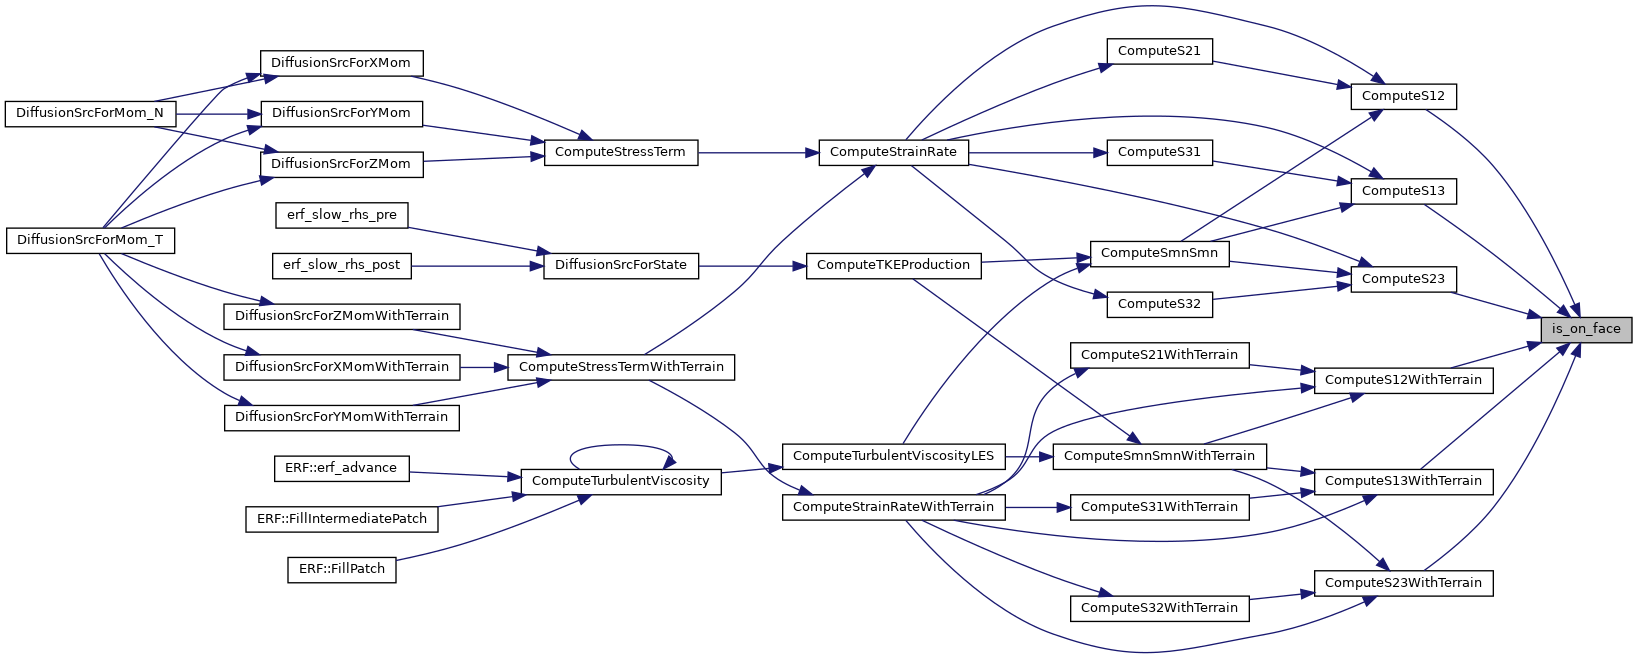 DiffusionSrcForMom_N
DiffusionSrcForMom_T
DiffusionSrcForXMom
DiffusionSrcForYMom
DiffusionSrcForZMom
erf_slow_rhs_pre
erf_slow_rhs_post
DiffusionSrcForZMomWithTerrain
DiffusionSrcForXMomWithTerrain
DiffusionSrcForYMomWithTerrain
ERF::erf_advance
ERF::FillIntermediatePatch
ERF::FillPatch
ComputeStressTerm
DiffusionSrcForState
ComputeStressTermWithTerrain
ComputeTurbulentViscosity
ComputeStrainRate
ComputeTKEProduction
ComputeTurbulentViscosityLES
ComputeStrainRateWithTerrain
ComputeS21
ComputeS31
ComputeSmnSmn
ComputeS32
ComputeS21WithTerrain
ComputeSmnSmnWithTerrain
ComputeS31WithTerrain
ComputeS32WithTerrain
ComputeS12
ComputeS13
ComputeS23
ComputeS12WithTerrain
ComputeS13WithTerrain
ComputeS23WithTerrain
is_on_face